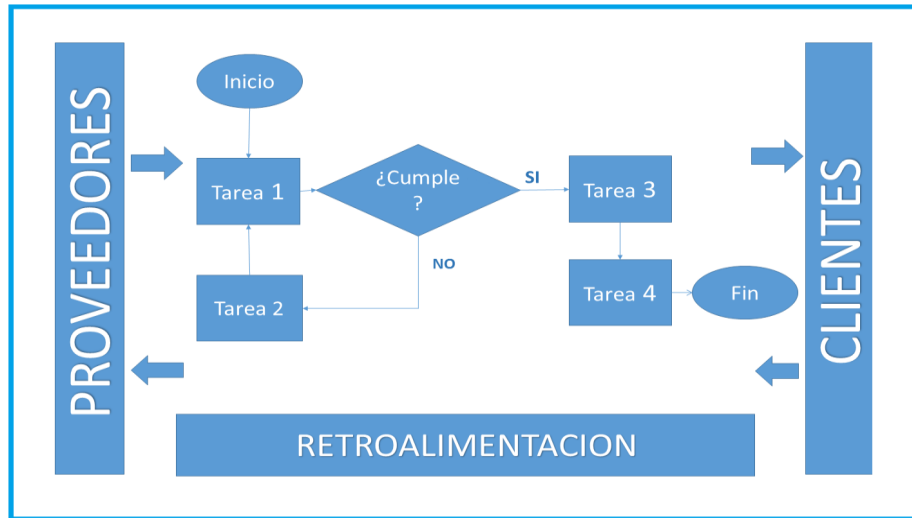 PROVEEDORES
Inicio
Tarea 1
¿Cumple
?
SI
NO
Tarea 2
Tarea 3
Tarea 4
Fin
CLIENTES
RETROALIMENTACION